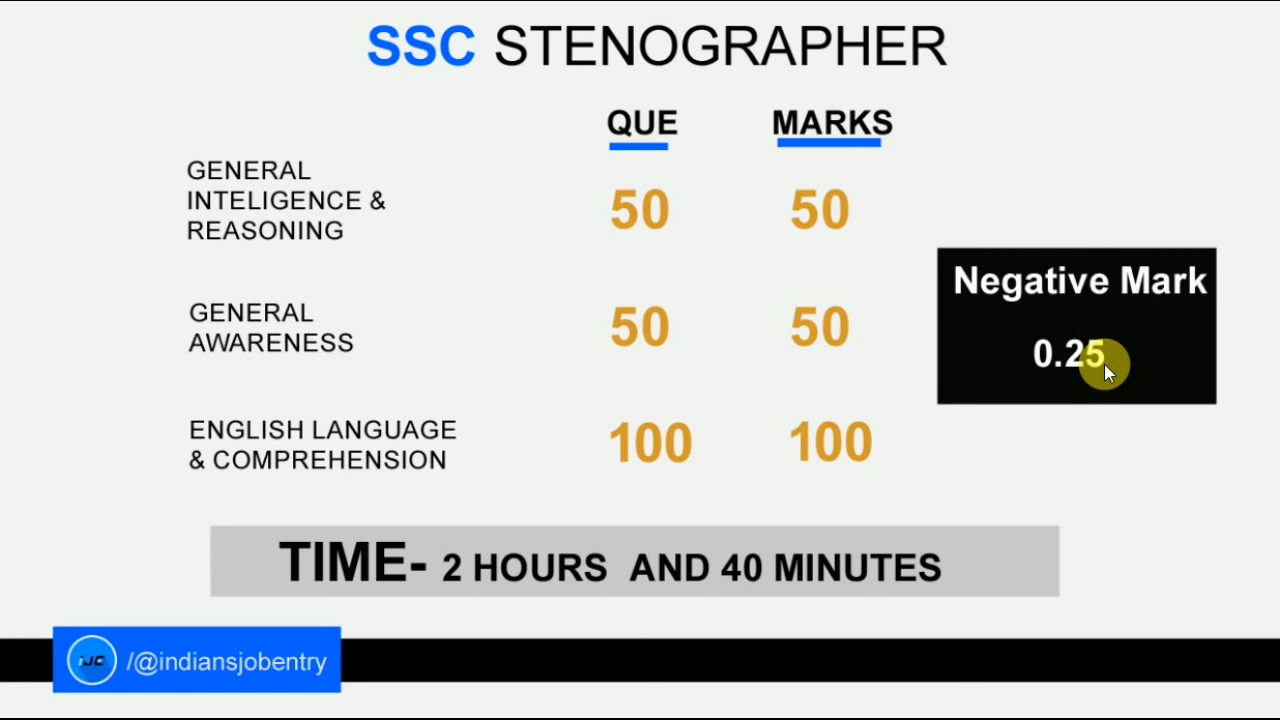 SSC STENOGRAPHER
QUE MARKS
GENERAL
INTELIGENCE &
REASONING
50 50
GENERAL
AWARENESS
50 50
ENGLISH LANGUAGE
& COMPREHENSION
100 100
Negative Mark
0.25
TIME- 2 HOURS AND 40 MINUTES
iJC /@indiansjobentry